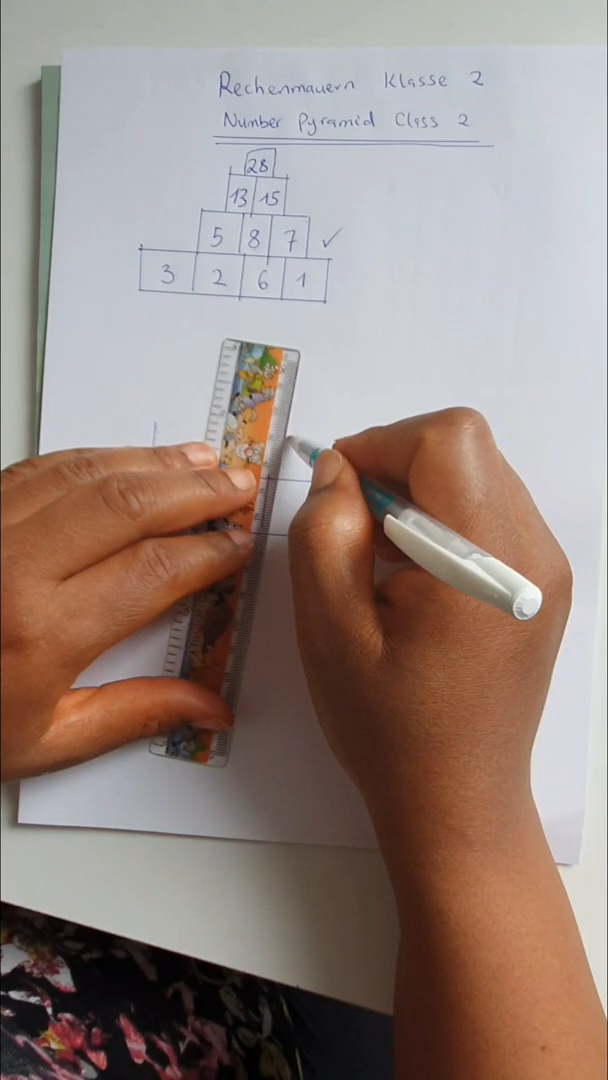 Rechenmauern Klasse 2
Number Pyramid Class 2
28
13 15
5 8 7 ✓
3 2 6 1